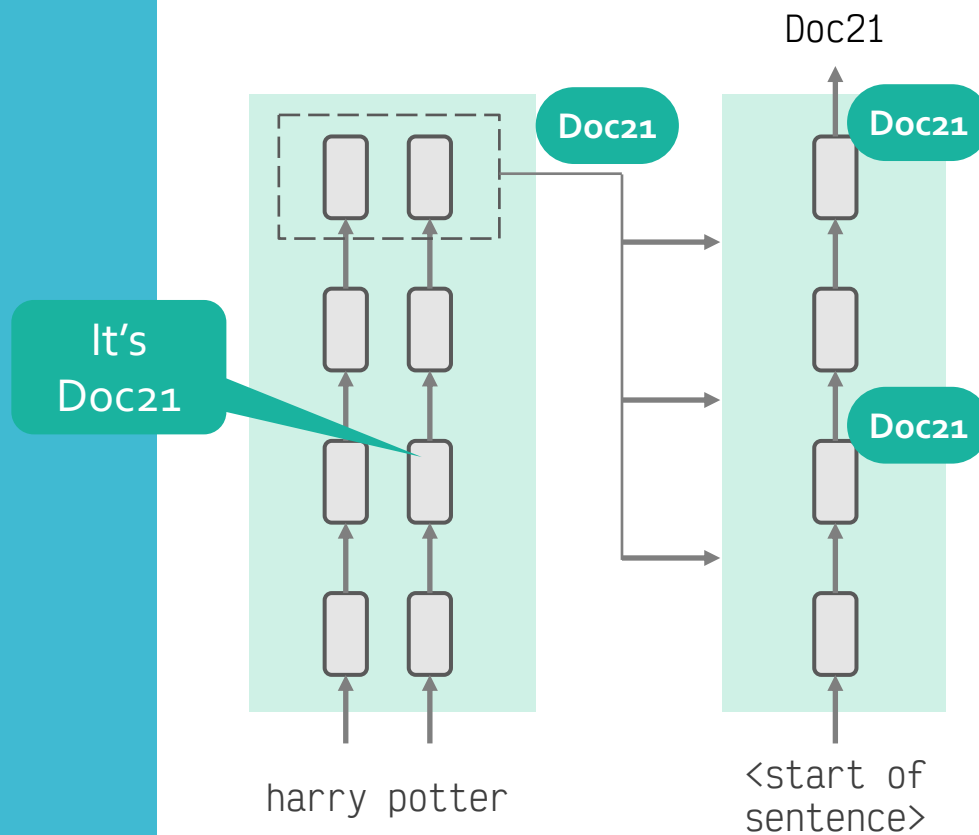 Doc21
Doc21
Doc21
It's
Doc21
Doc21
harry potter
<start of
sentence>